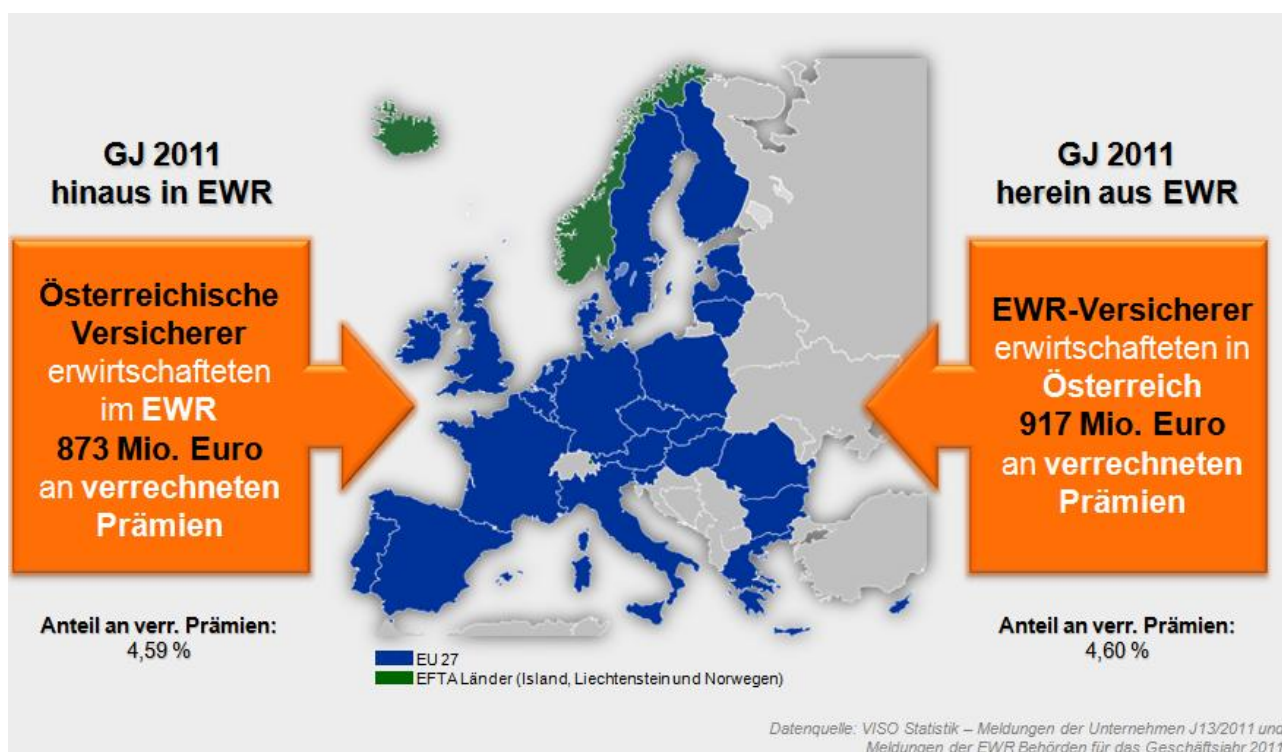 GJ 2011
hinaus in EWR
Österreichische
Versicherer
erwirtschafteten
im EWR
873 Mio. Euro
an verrechneten
Prämien
Anteil an verr. Prämien:
4,59 %
GJ 2011
herein aus EWR
EWR-Versicherer
erwirtschafteten in
Österreich
917 Mio. Euro
an verrechneten
Prämien
Anteil an verr. Prämien:
4,60 %
EU 27
EFTA Länder (Island, Liechtenstein und Norwegen)
Datenquelle: VISO Statistik – Meldungen der Unternehmen J13/2011 und
Meldungen der EWR Behörden für das Geschäftsjahr 2011